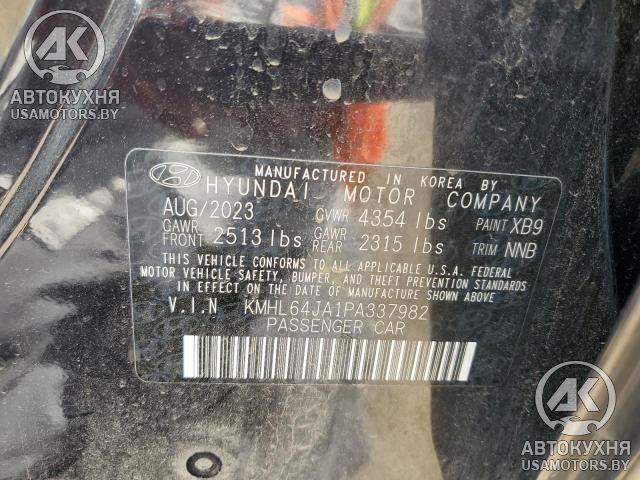 AK
АВТОКУХНЯ
USAMOTORS.BY
MANUFACTURED IN KOREA BY
HYUNDAI MOTOR COMPANY
AUG/2023 GVWR 4354 lbs PAINT XB9
GAWR FRONT 2513 lbs GAWR REAR 2315 lbs TRIM NNB
THIS VEHICLE CONFORMS TO ALL APPLICABLE U.S.A. FEDERAL
MOTOR VEHICLE SAFETY, BUMPER, AND THEFT PREVENTION STANDARDS
IN EFFECT ON THE DATE OF MANUFACTURE SHOWN ABOVE.
V.I.N KMHL64JA1PA337982
PASSENGER CAR
AK
АВТОКУХНЯ
USAMOTORS.BY